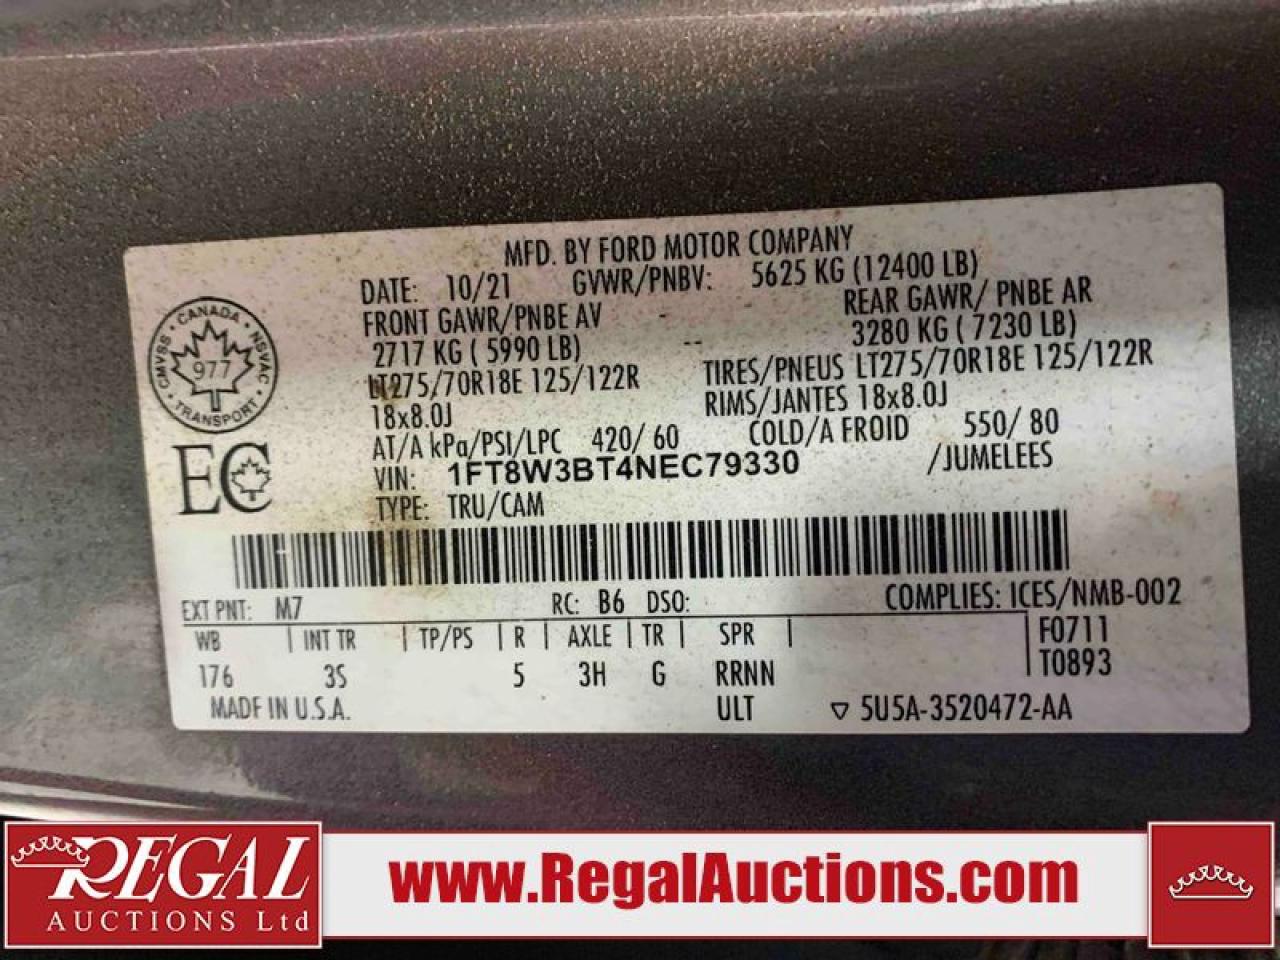 MFD. BY FORD MOTOR COMPANY
DATE: 10/21 GVWR/PNBV: 5625 KG (12400 LB)
FRONT GAWR/PNBE AV REAR GAWR/ PNBE AR
2717 KG ( 5990 LB) -- 3280 KG ( 7230 LB)
LT275/70R18E 125/122R TIRES/PNEUS LT275/70R18E 125/122R
18x8.0J RIMS/JANTES 18x8.0J
AT/A kPa/PSI/LPC 420/ 60 COLD/A FROID 550/ 80
VIN: 1FT8W3BT4NEC79330 /JUMELEES
TYPE: TRU/CAM
CANADA
CMVSS NSVAC
977
TRANSPORT
EC
EXT PNT: M7 RC: B6 DSO: COMPLIES: ICES/NMB-002
WB INT TR TP/PS R AXLE TR SPR F0711
176 3S 5 3H G RRNN T0893
MADE IN U.S.A. ULT ▽ 5U5A-3520472-AA
REGAL
AUCTIONS Ltd
www.RegalAuctions.com